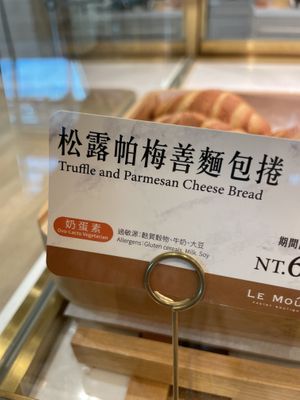 松露帕梅善麵包捲
Truffle and Parmesan Cheese Bread
奶蛋素
Ovo-Lacto Vegetarian
過敏源：麩質穀物、牛奶、大豆
Allergens | Gluten cereals, Milk, Soy
期間
NT.6
LE MOÛ